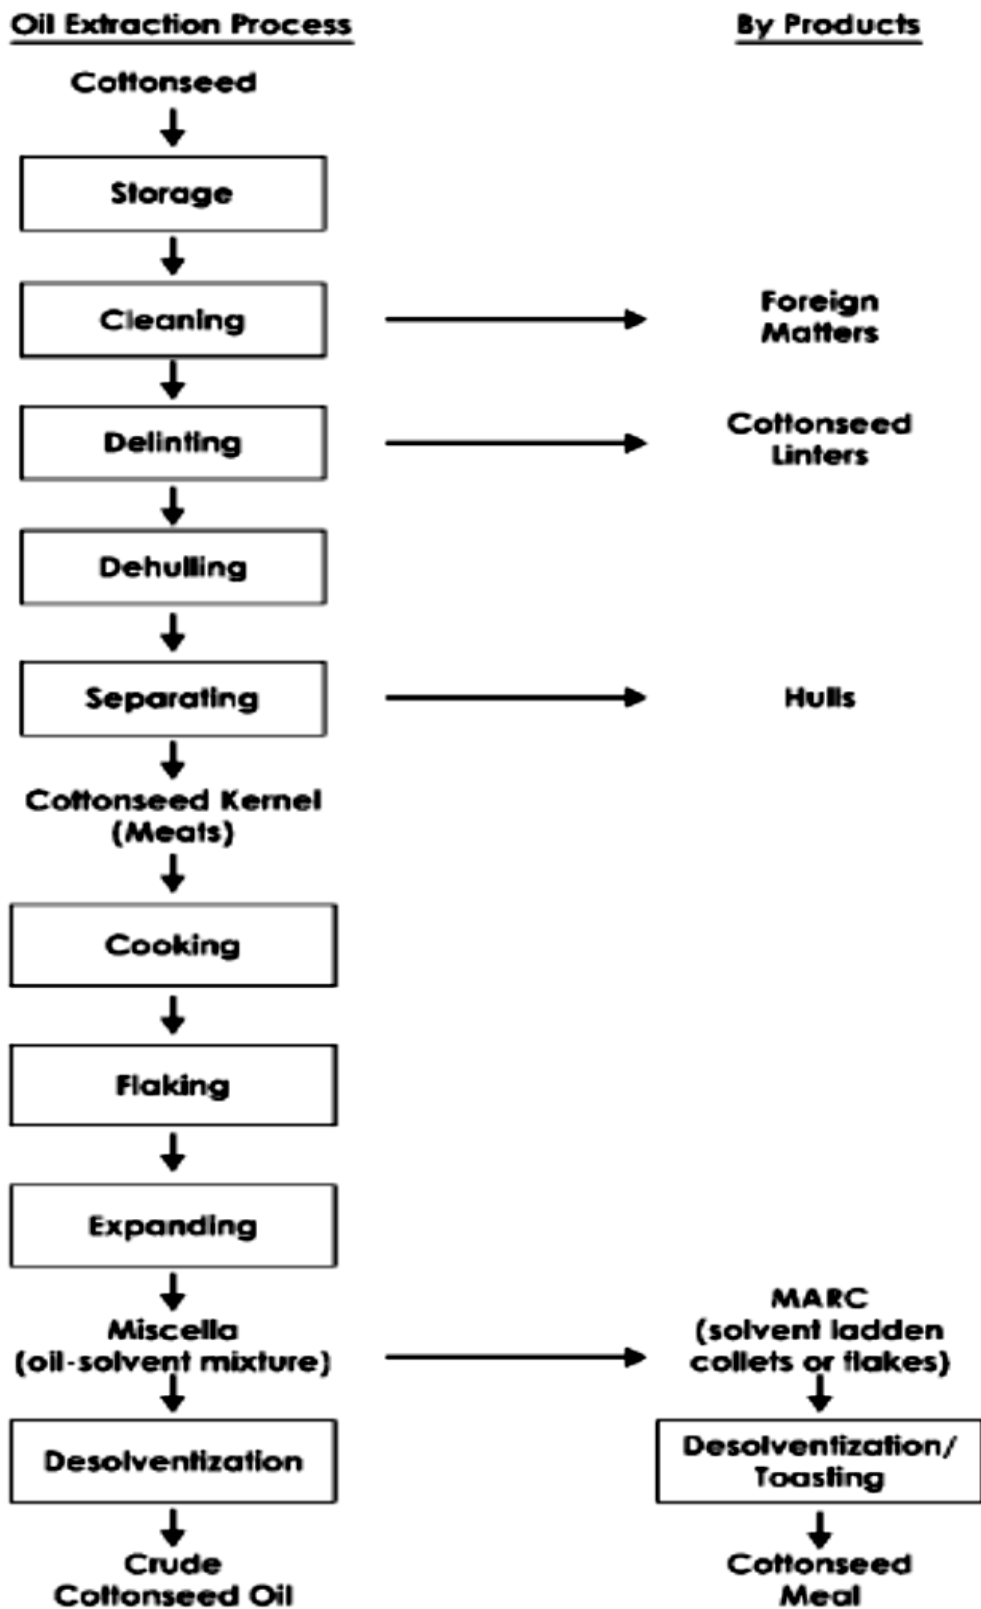 Oil Extraction Process
By Products
Cottonseed
Storage
Cleaning
Foreign
Matters
Delinting
Cottonseed
Linters
Dehulling
Separating
Hulls
Cottonseed Kernel
(Meats)
Cooking
Flaking
Expanding
Miscella
(oil-solvent mixture)
MARC
(solvent ladden
collets or flakes)
Desolventization
Desolventization/
Toasting
Crude
Cottonseed Oil
Cottonseed
Meal